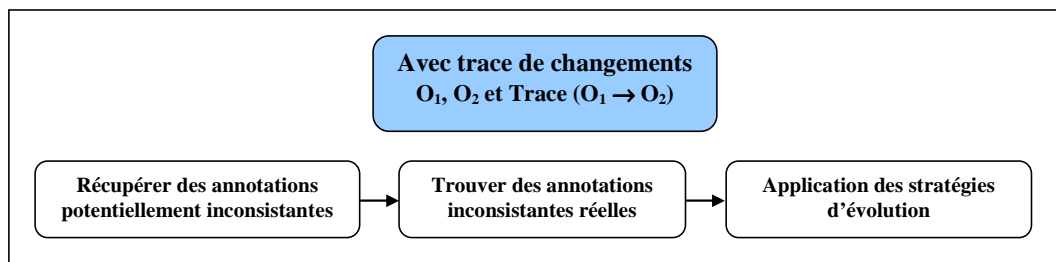 Avec trace de changements
O₁, O₂ et Trace (O₁ → O₂)
Récupérer des annotations
potentiellement inconsistantes
Trouver des annotations
inconsistantes réelles
Application des stratégies
d'évolution